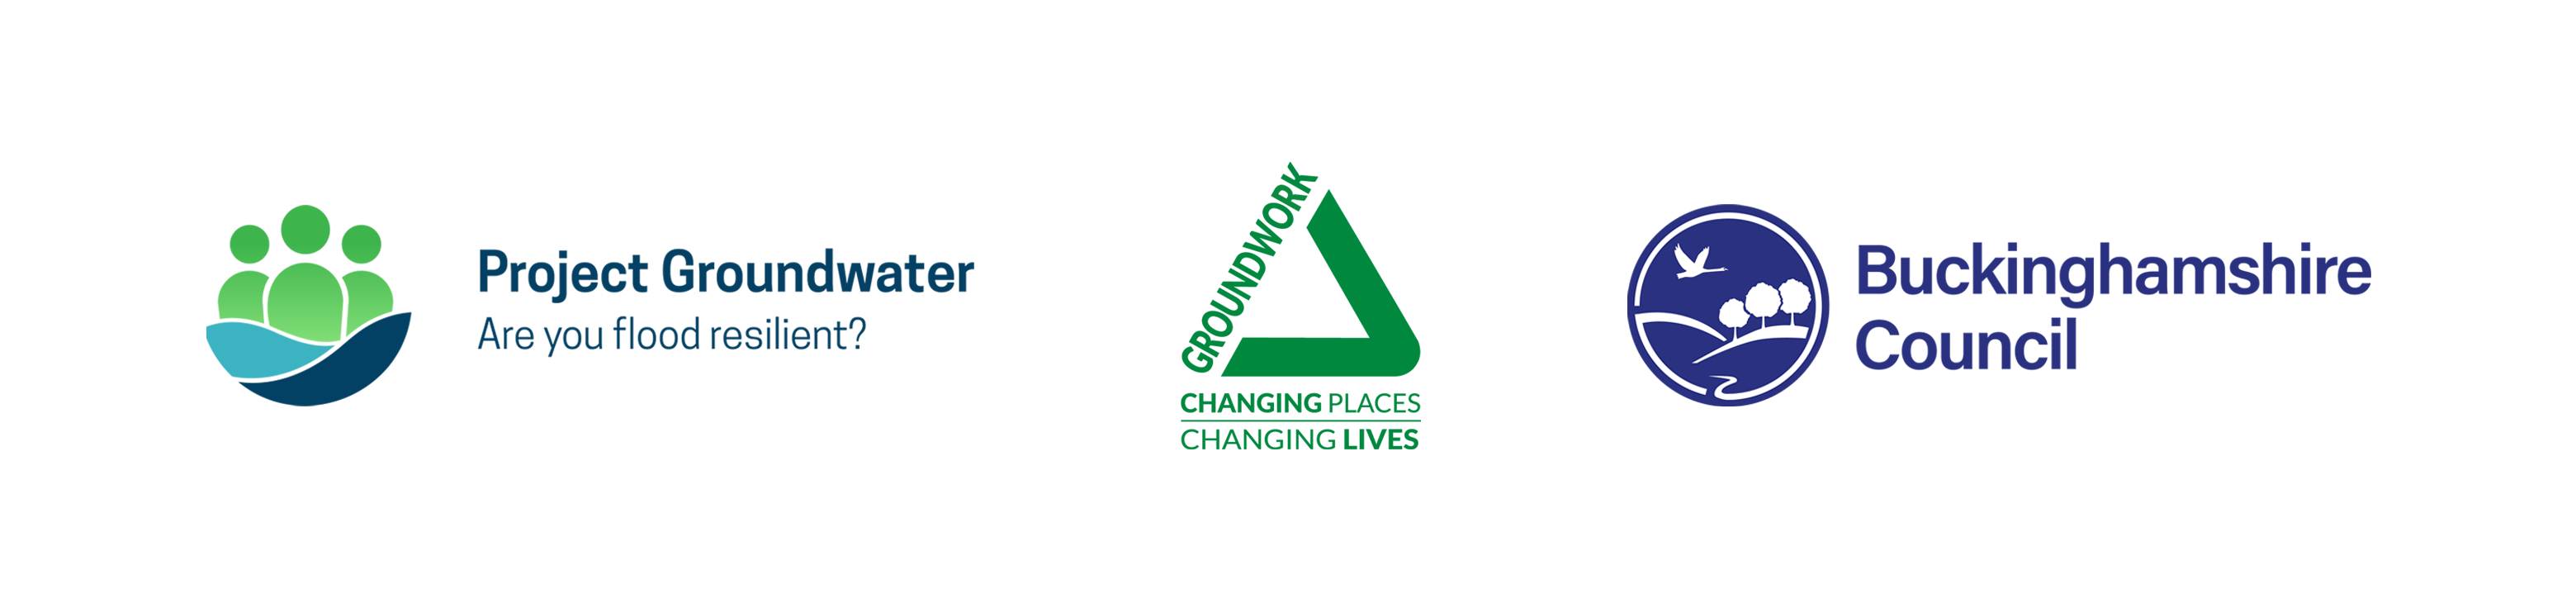 Project Groundwater
Are you flood resilient?
GROUNDWORK
CHANGING PLACES
CHANGING LIVES
Buckinghamshire
Council